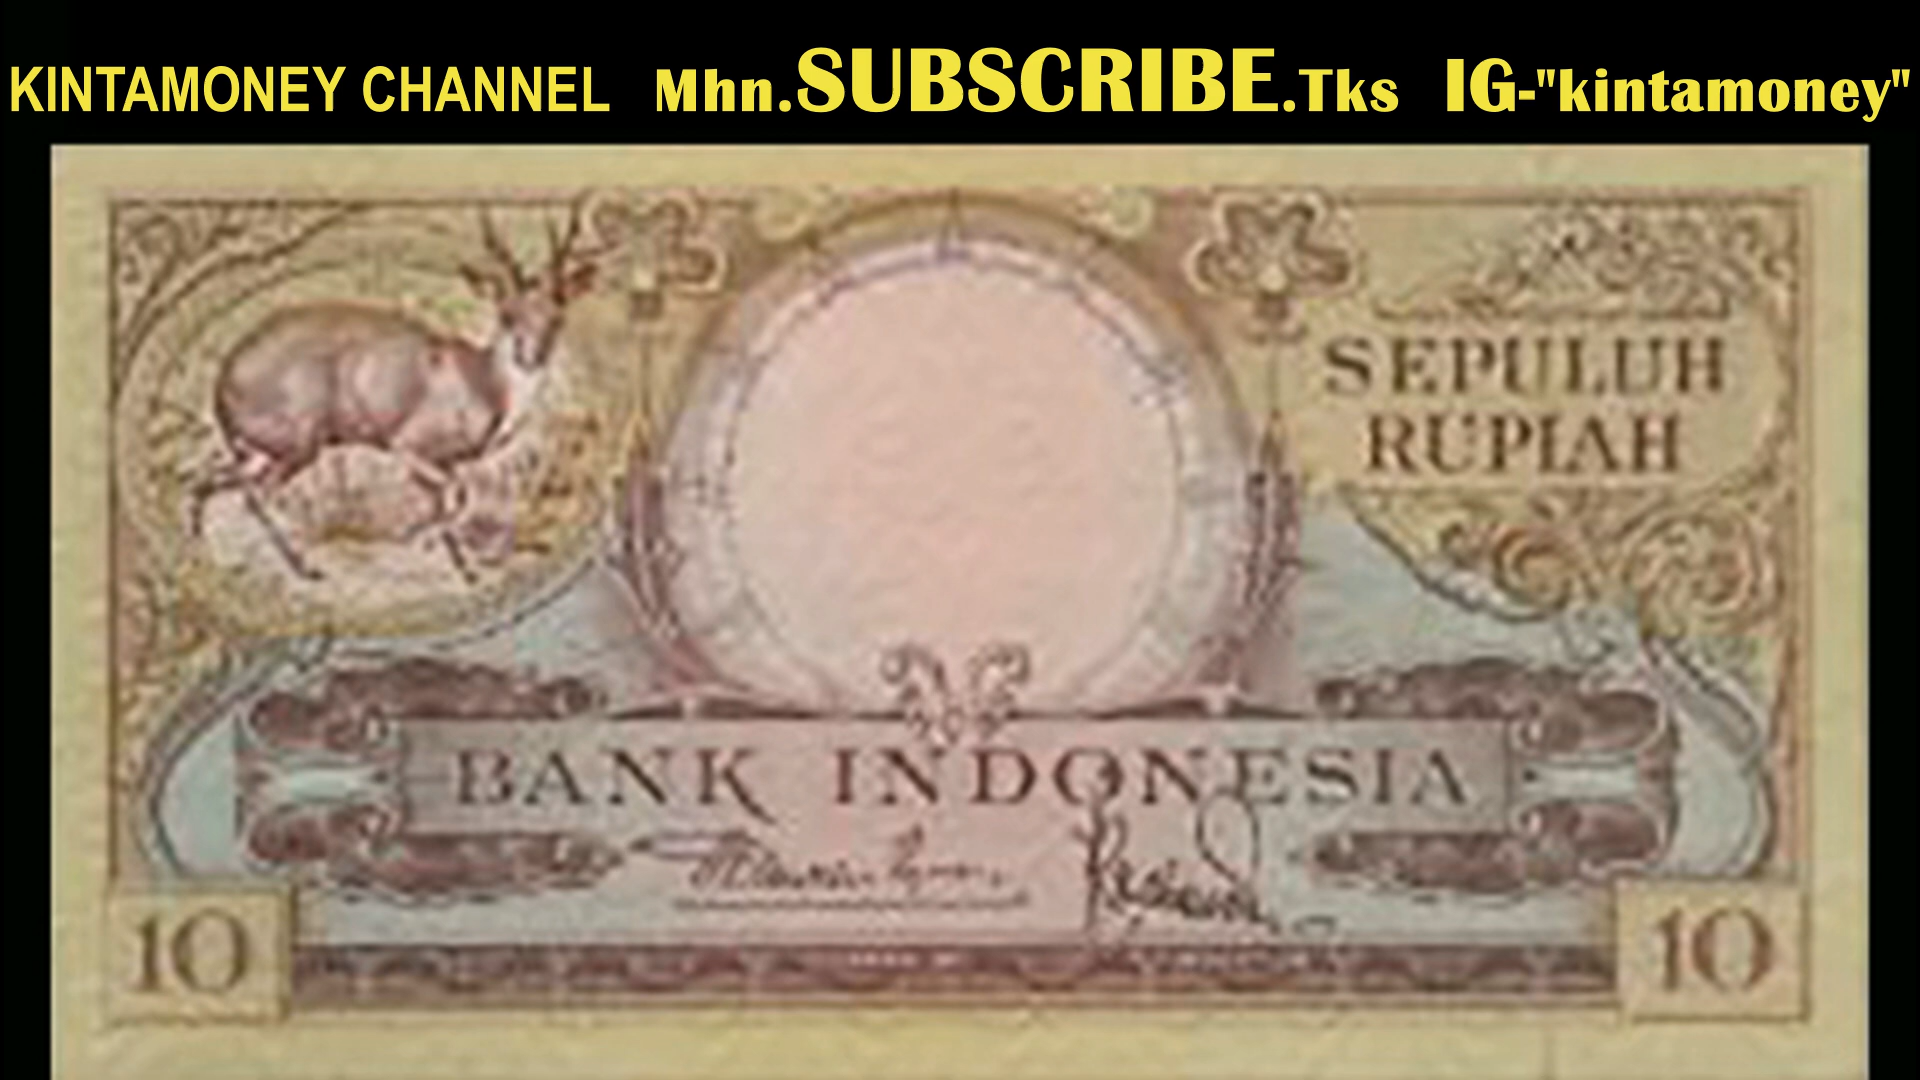 KINTAMONEY CHANNEL Mhn.SUBSCRIBE.Tks IG-"kintamoney"
SEPULUH
RUPIAH
BANK INDONESIA
10 10